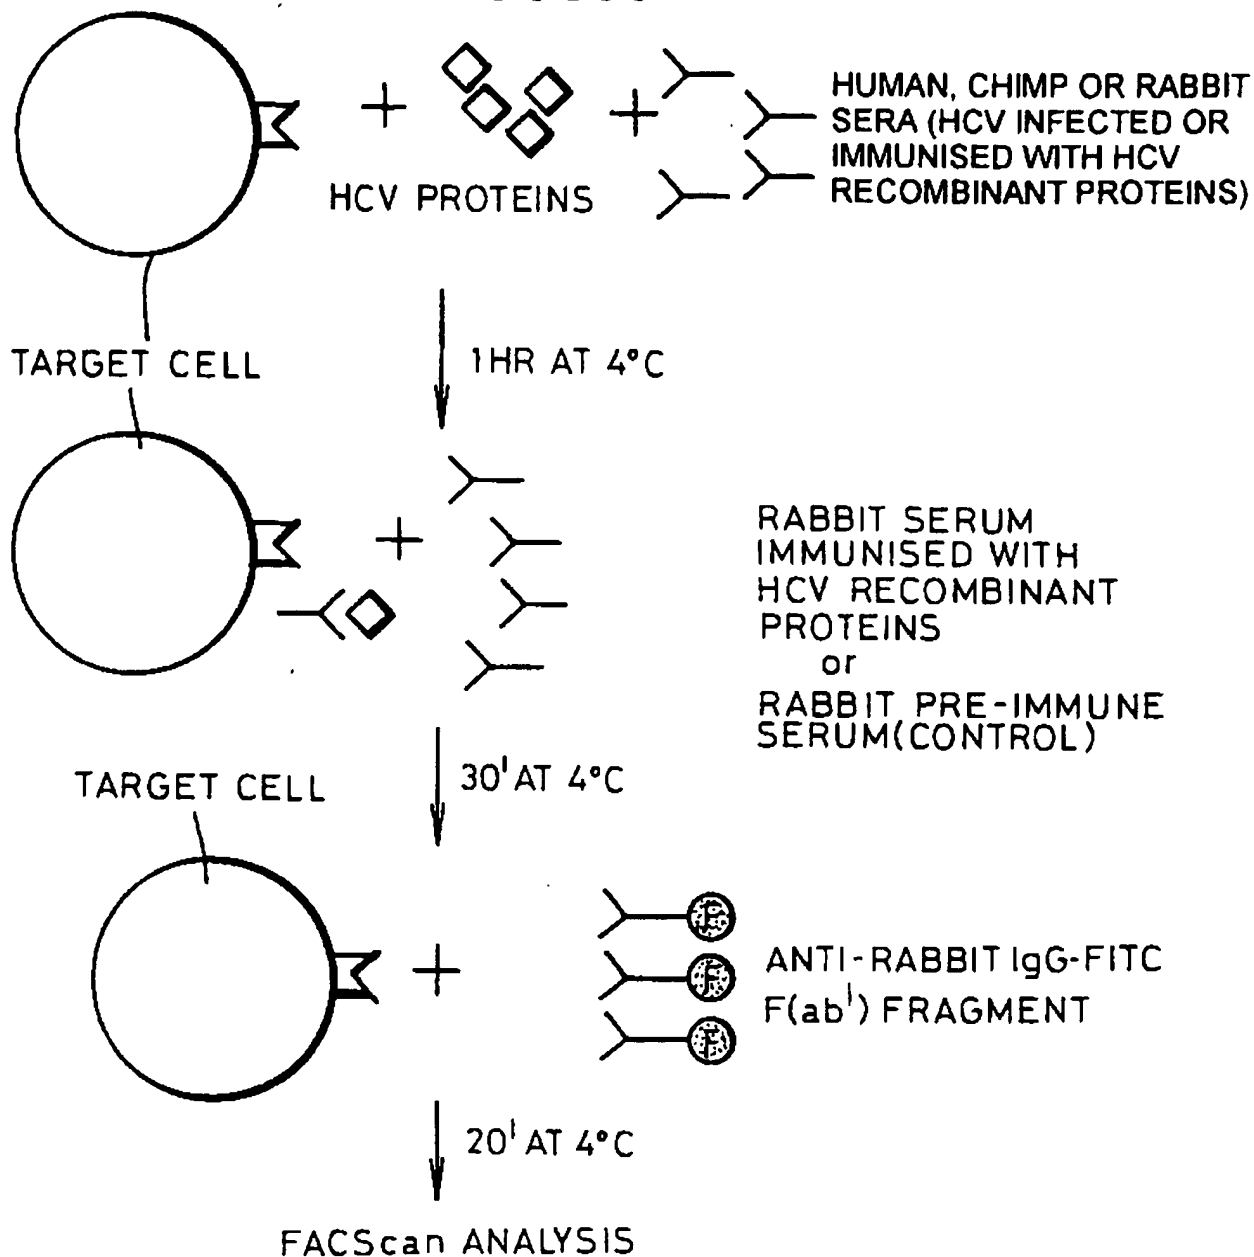 HUMAN, CHIMP OR RABBIT
SERA (HCV INFECTED OR
IMMUNISED WITH HCV
RECOMBINANT PROTEINS)
HCV PROTEINS
TARGET CELL
1HR AT 4°C
RABBIT SERUM
IMMUNISED WITH
HCV RECOMBINANT
PROTEINS
or
RABBIT PRE-IMMUNE
SERUM(CONTROL)
TARGET CELL
30' AT 4°C
F
F
F
ANTI-RABBIT IgG-FITC
F(ab') FRAGMENT
20' AT 4°C
FACScan ANALYSIS